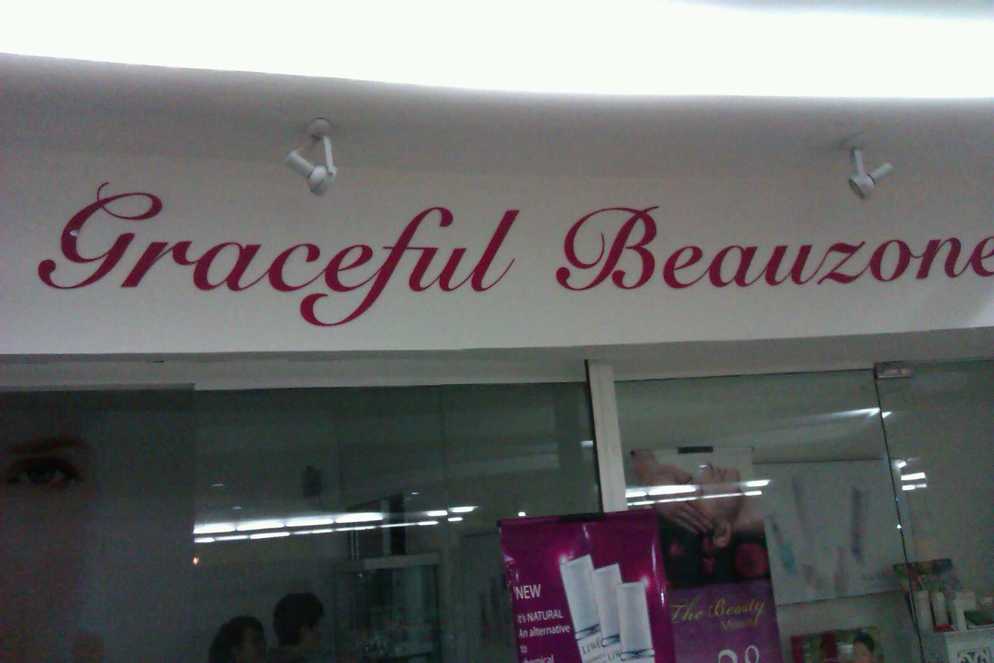 Graceful Beauzone
NEW
It's NATURAL
An alternative
to
The Beauty